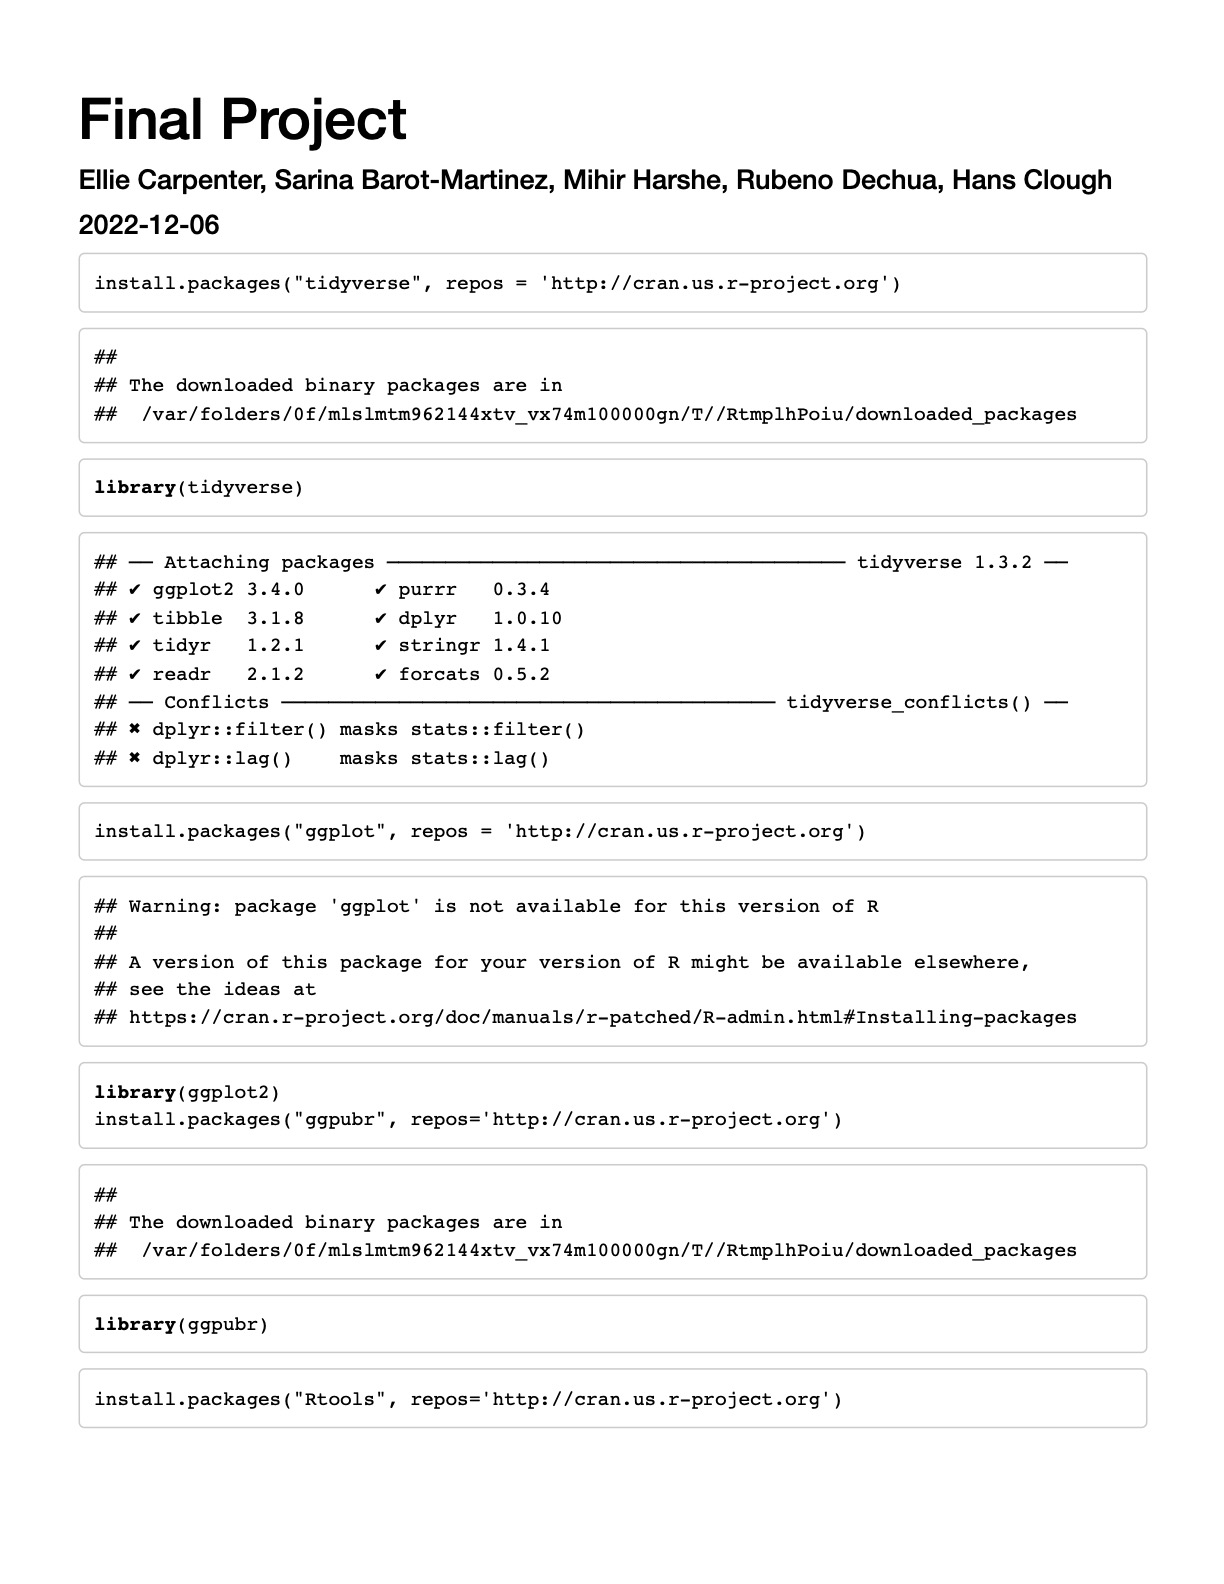 Final Project
Ellie Carpenter, Sarina Barot-Martinez, Mihir Harshe, Rubeno Dechua, Hans Clough
2022-12-06
install.packages("tidyverse", repos = 'http://cran.us.r-project.org')
##
## The downloaded binary packages are in
##  /var/folders/0f/mlslmtm962144xtv_vx74m100000gn/T//RtmplhPoiu/downloaded_packages
library(tidyverse)
## ── Attaching packages ─────────────────────────────────────── tidyverse 1.3.2 ──
## ✔ ggplot2 3.4.0      ✔ purrr   0.3.4
## ✔ tibble  3.1.8      ✔ dplyr   1.0.10
## ✔ tidyr   1.2.1      ✔ stringr 1.4.1
## ✔ readr   2.1.2      ✔ forcats 0.5.2
## ── Conflicts ────────────────────────────────────────── tidyverse_conflicts() ──
## ✖ dplyr::filter() masks stats::filter()
## ✖ dplyr::lag()    masks stats::lag()
install.packages("ggplot", repos = 'http://cran.us.r-project.org')
## Warning: package 'ggplot' is not available for this version of R
##
## A version of this package for your version of R might be available elsewhere,
## see the ideas at
## https://cran.r-project.org/doc/manuals/r-patched/R-admin.html#Installing-packages
library(ggplot2)
install.packages("ggpubr", repos='http://cran.us.r-project.org')
##
## The downloaded binary packages are in
##  /var/folders/0f/mlslmtm962144xtv_vx74m100000gn/T//RtmplhPoiu/downloaded_packages
library(ggpubr)
install.packages("Rtools", repos='http://cran.us.r-project.org')